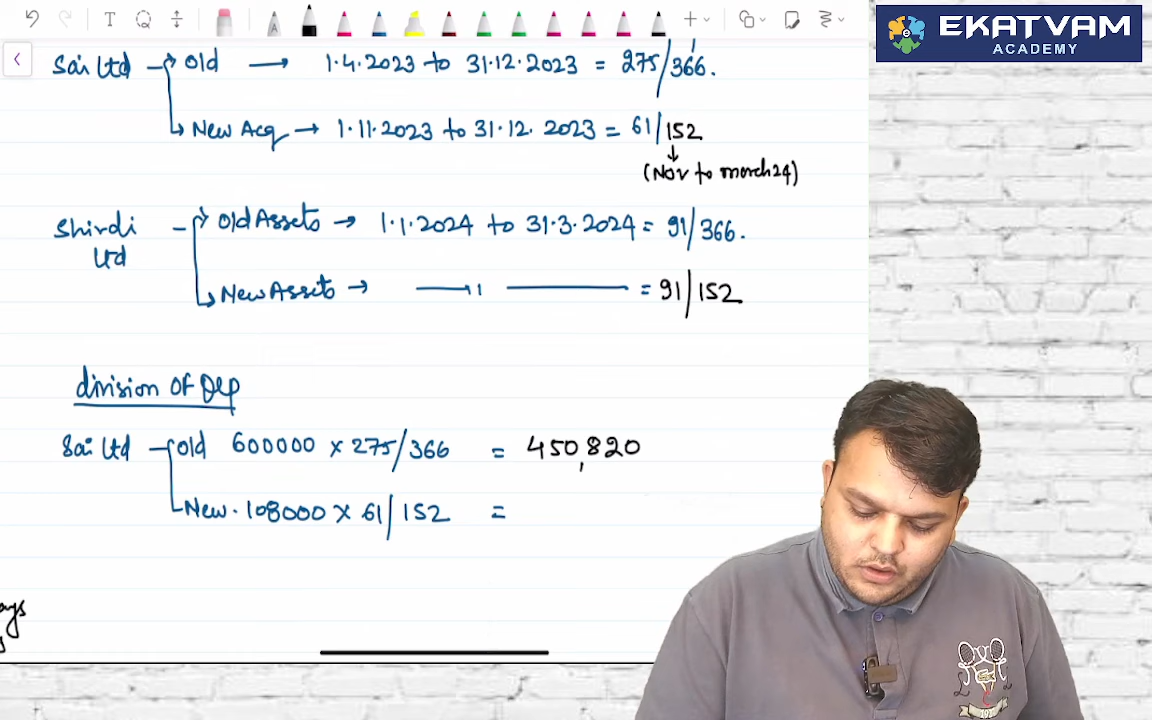 EKATVAM
ACADEMY
Sai Ltd → Old → 1.4.2023 to 31.12.2023 = 275/366.
New Acq → 1.11.2023 to 31.12.2023 = 61/152
(Nov to march24)
Shirdi Ltd → Old Assets → 1.1.2024 to 31.3.2024 = 91/366.
New Assets → —〃— = 91/152
division of Dep
Sai Ltd old 600000 x 275/366 = 450,820
New. 108000 x 61/152 =
ays